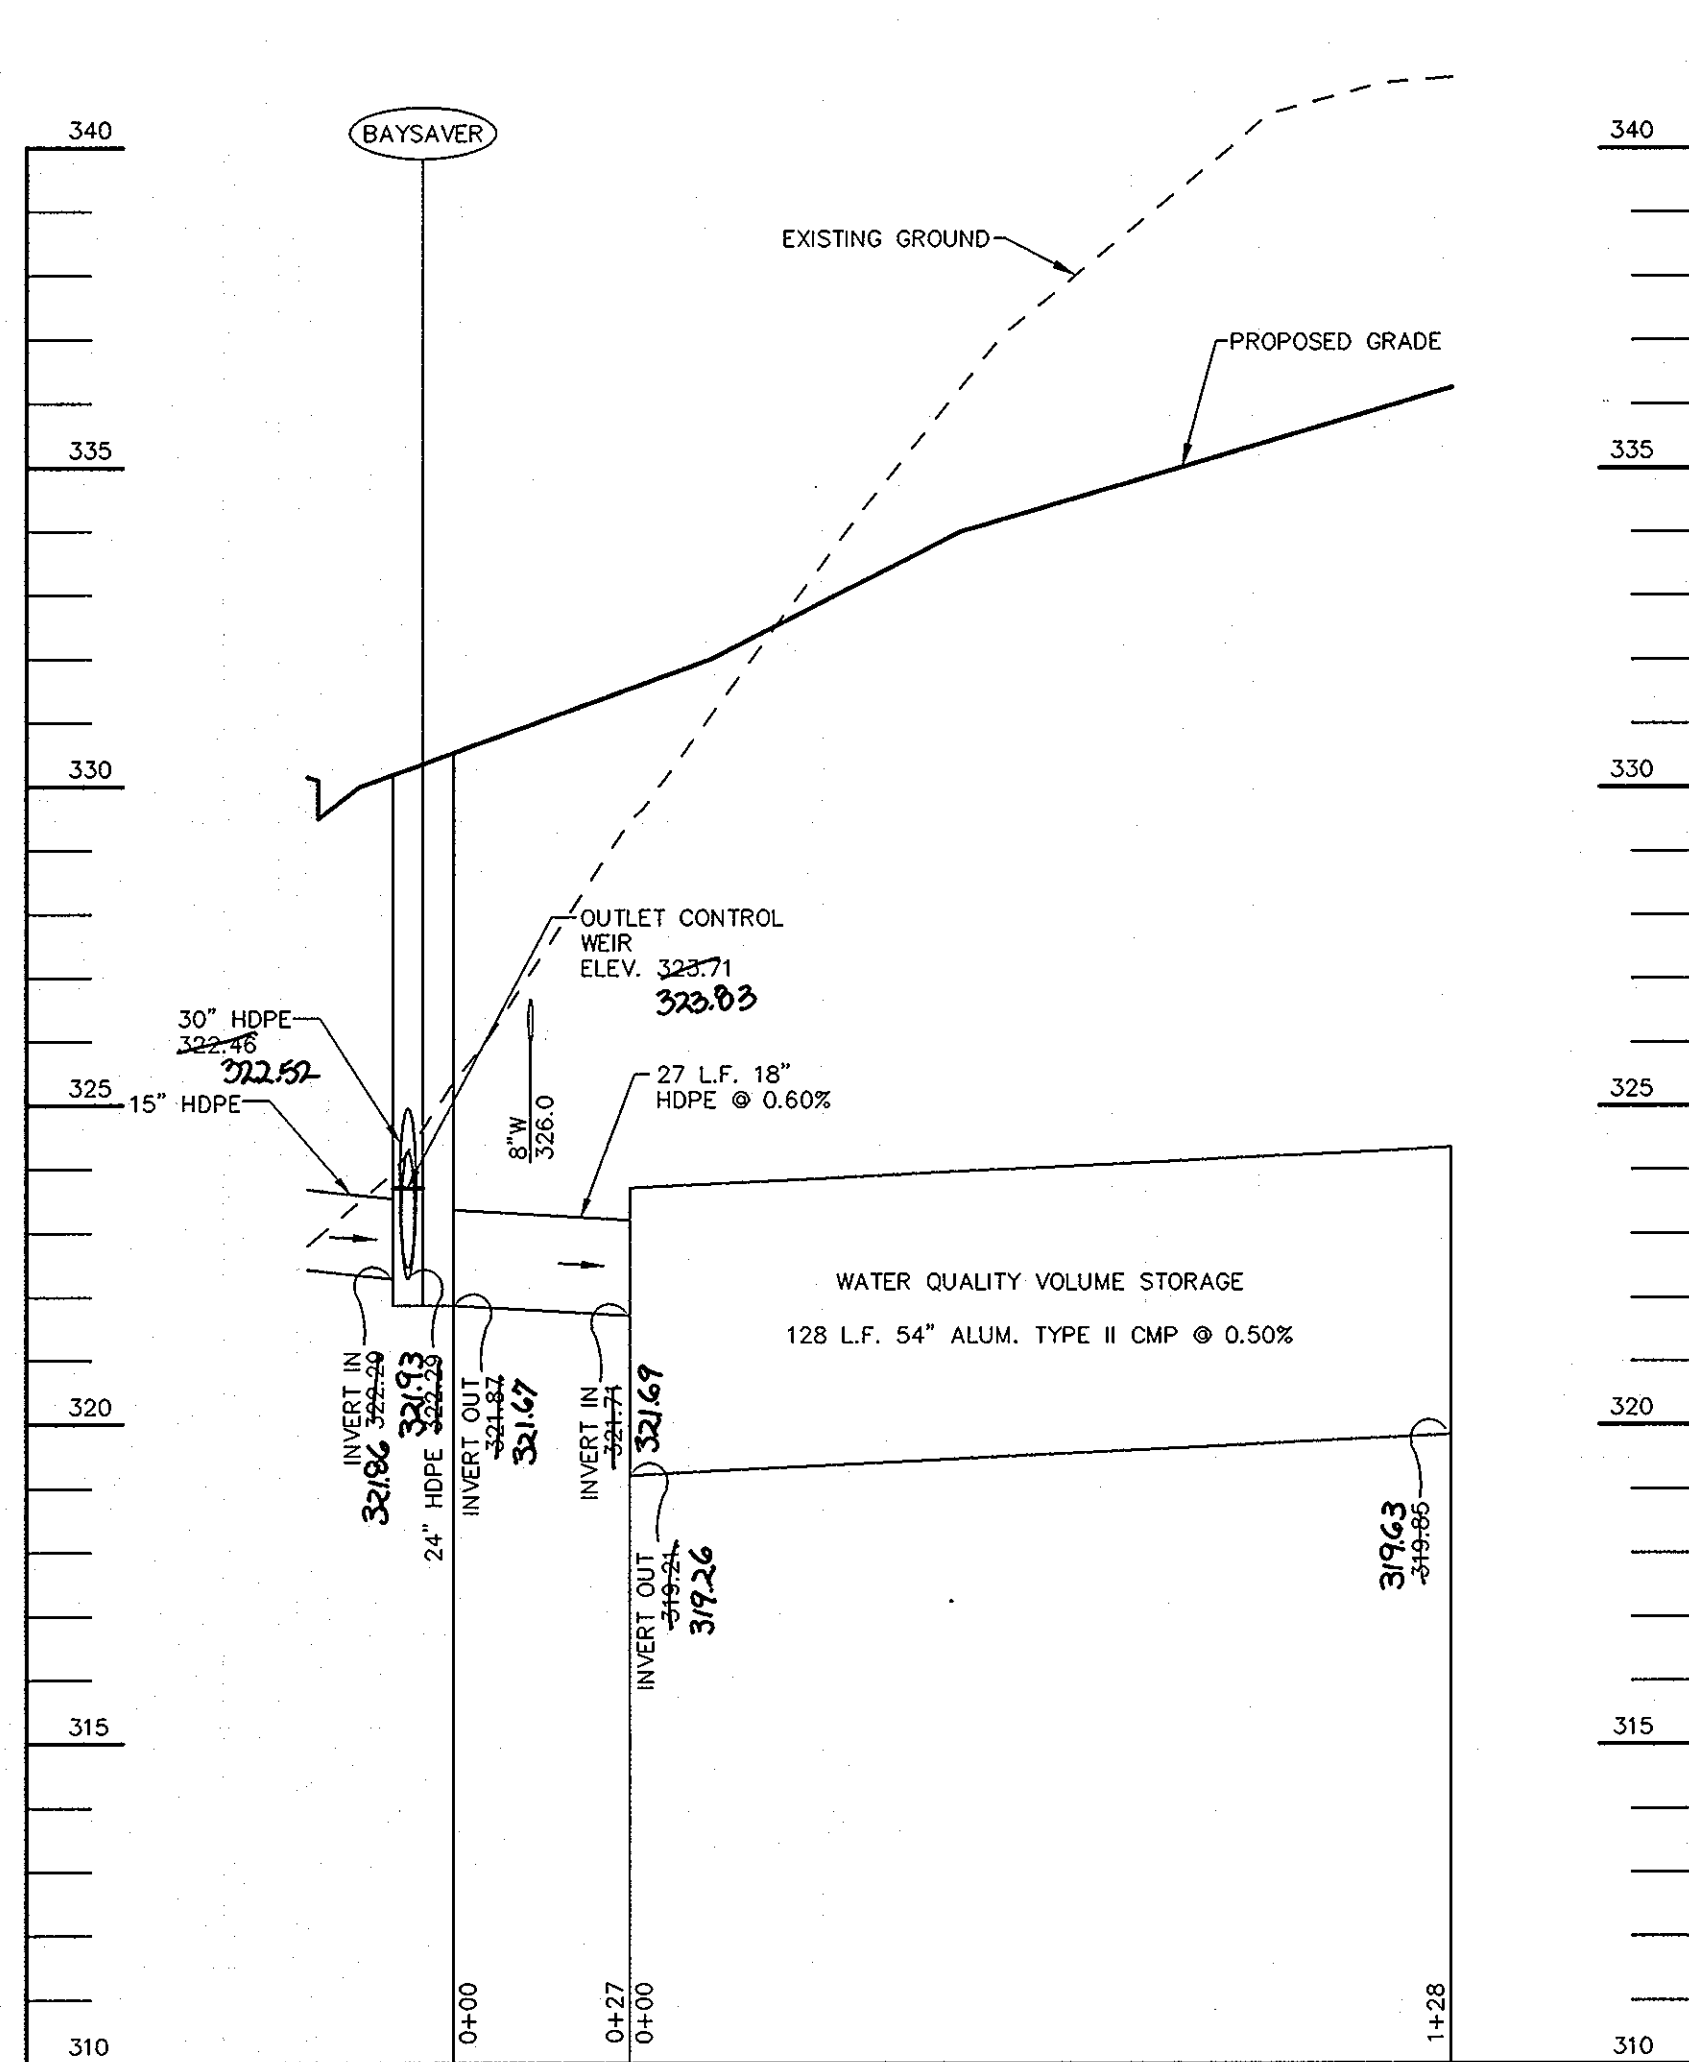 BAYSAVER
340
340
EXISTING GROUND
PROPOSED GRADE
335
335
330
330
OUTLET CONTROL
WEIR
ELEV. 323.71
323.83
30" HDPE
322.46
322.52
15" HDPE
325
325
8"W
326.0
27 L.F. 18"
HDPE @ 0.60%
WATER QUALITY VOLUME STORAGE
128 L.F. 54" ALUM. TYPE II CMP @ 0.50%
INVERT IN
322.29
321.86
321.93
24" HDPE 322.29
INVERT OUT
321.87
321.67
INVERT IN
321.71
321.69
320
320
INVERT OUT
319.21
319.26
319.63
319.85
315
315
0+00
0+27
0+00
1+28
310
310